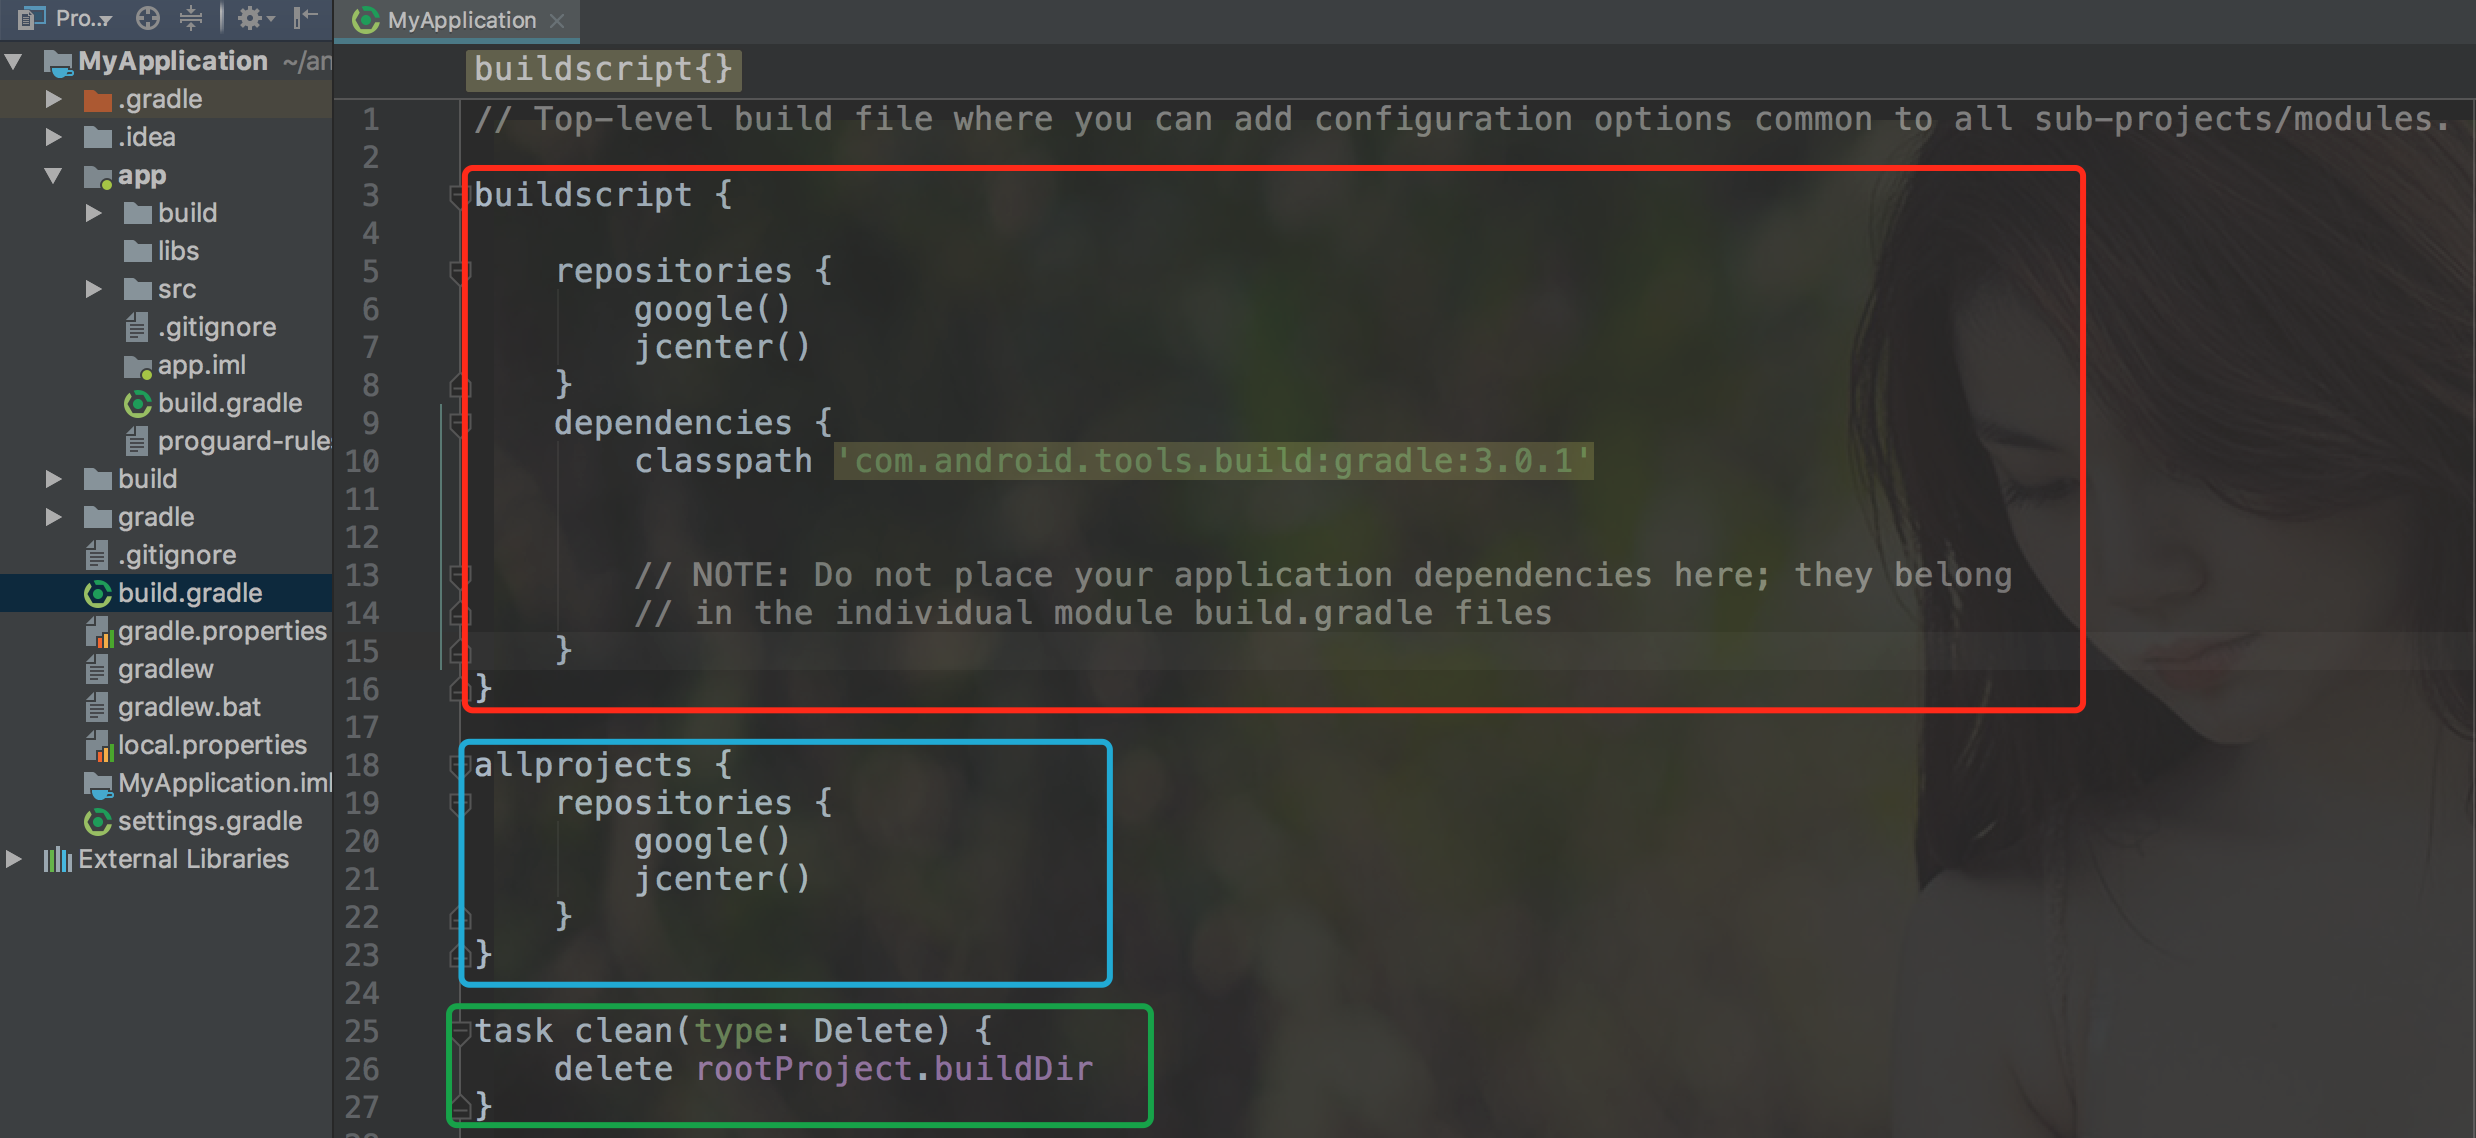 Pro...
MyApplication ~/an
.gradle
.idea
app
build
libs
src
.gitignore
app.iml
build.gradle
proguard-rules
build
gradle
.gitignore
build.gradle
gradle.properties
gradlew
gradlew.bat
local.properties
MyApplication.iml
settings.gradle
External Libraries
MyApplication
buildscript{}
1 // Top-level build file where you can add configuration options common to all sub-projects/modules.
2
3 buildscript {
4
5     repositories {
6         google()
7         jcenter()
8     }
9     dependencies {
10         classpath 'com.android.tools.build:gradle:3.0.1'
11
12
13         // NOTE: Do not place your application dependencies here; they belong
14         // in the individual module build.gradle files
15     }
16 }
17
18 allprojects {
19     repositories {
20         google()
21         jcenter()
22     }
23 }
24
25 task clean(type: Delete) {
26     delete rootProject.buildDir
27 }